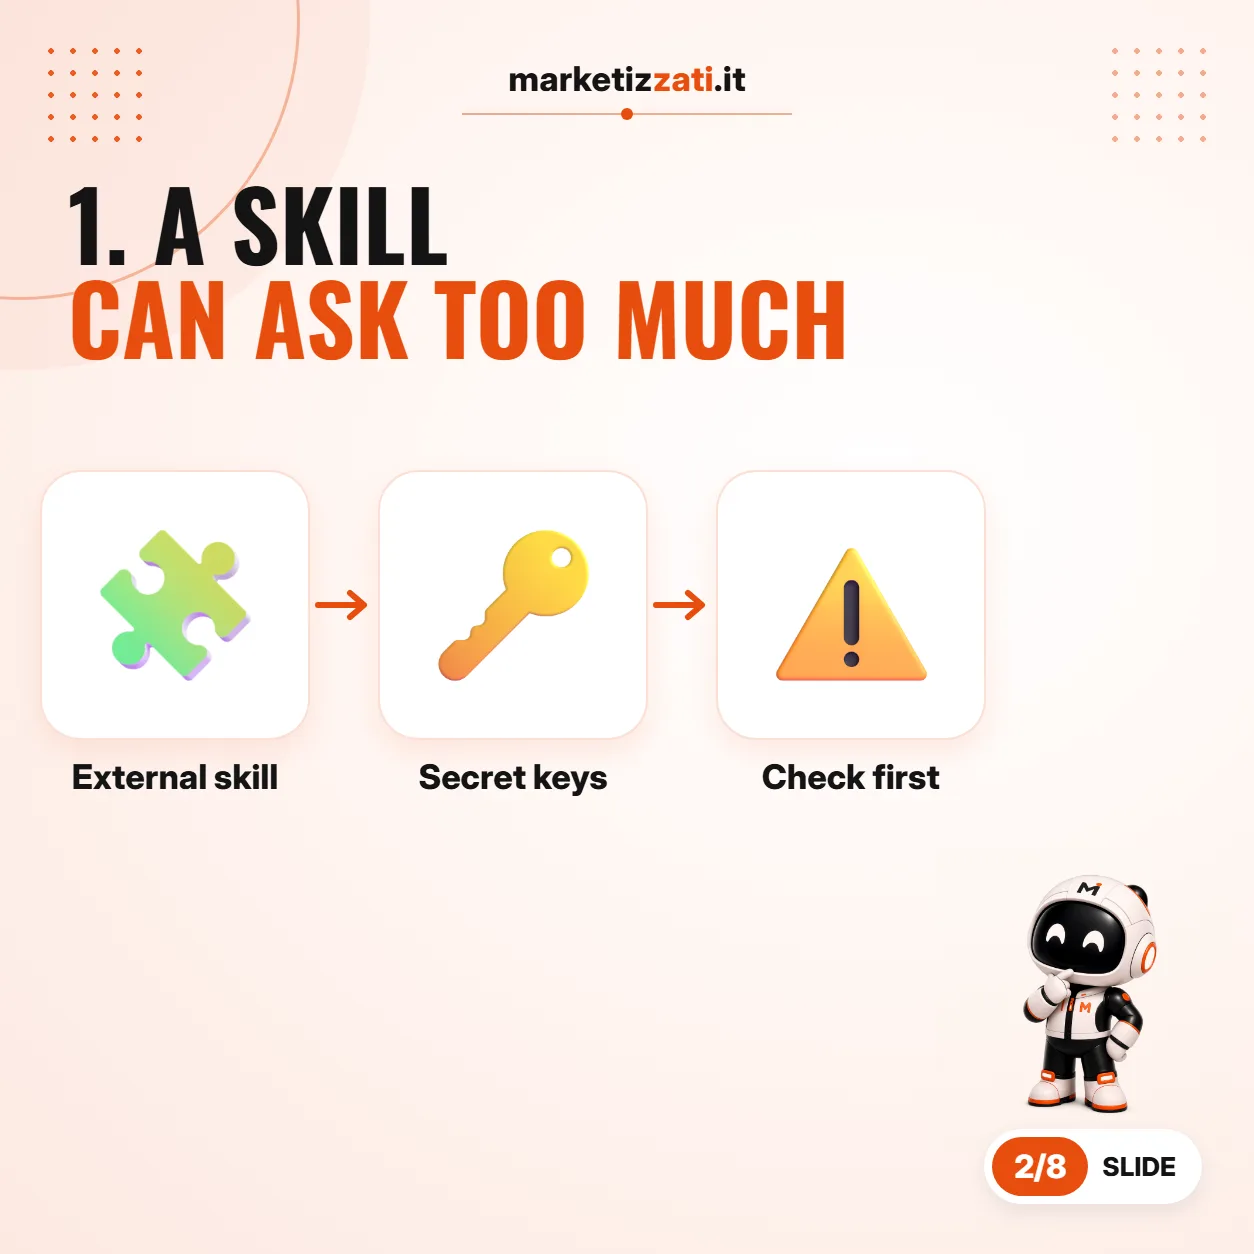 marketizzati.it
1. A SKILL
CAN ASK TOO MUCH
External skill
Secret keys
Check first
M
M
2/8 SLIDE